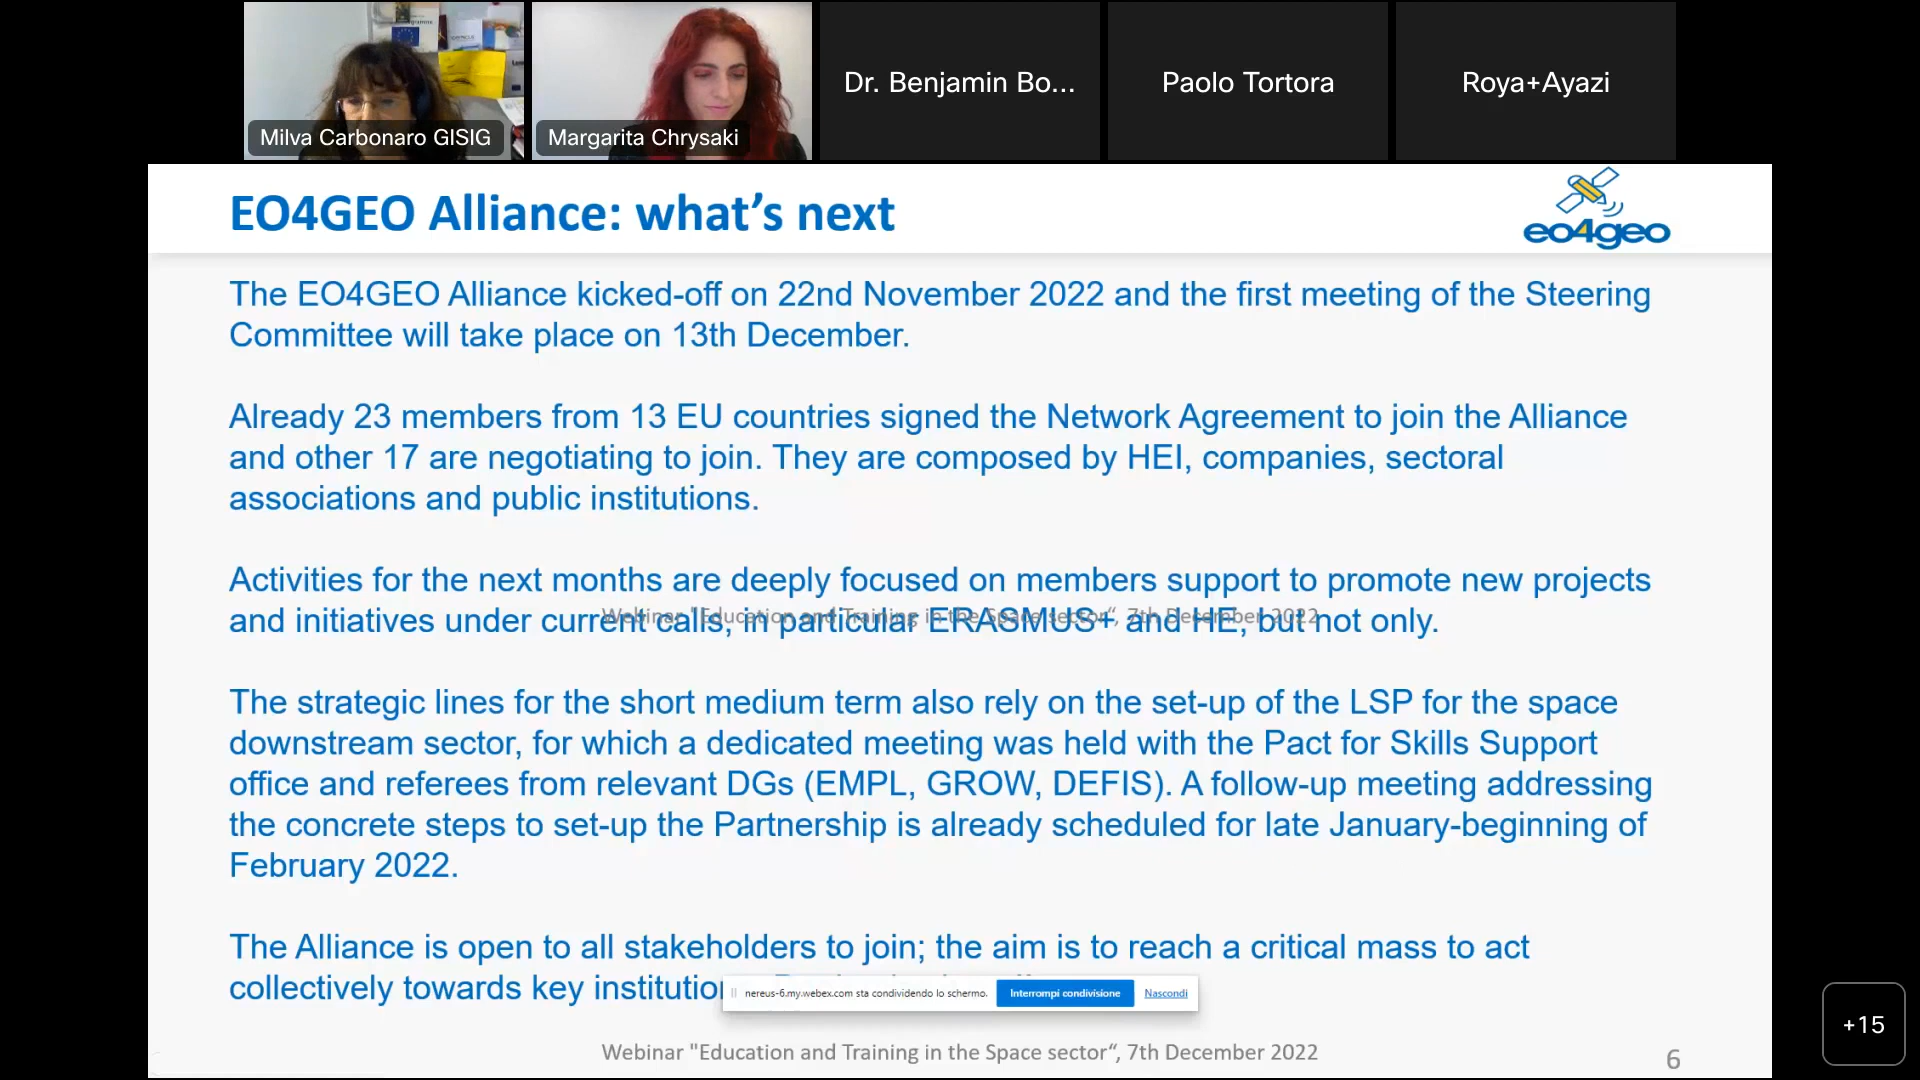 Milva Carbonaro GISIG
Margarita Chrysaki
Dr. Benjamin Bo...
Paolo Tortora
Roya+Ayazi
EO4GEO Alliance: what's next
eo4geo
The EO4GEO Alliance kicked-off on 22nd November 2022 and the first meeting of the Steering
Committee will take place on 13th December.
Already 23 members from 13 EU countries signed the Network Agreement to join the Alliance
and other 17 are negotiating to join. They are composed by HEI, companies, sectoral
associations and public institutions.
Activities for the next months are deeply focused on members support to promote new projects
and initiatives under current calls, in particular ERASMUS+ and HE, but not only.
Webinar "Education and Training in the Space sector“, 7th December 2022
The strategic lines for the short medium term also rely on the set-up of the LSP for the space
downstream sector, for which a dedicated meeting was held with the Pact for Skills Support
office and referees from relevant DGs (EMPL, GROW, DEFIS). A follow-up meeting addressing
the concrete steps to set-up the Partnership is already scheduled for late January-beginning of
February 2022.
The Alliance is open to all stakeholders to join; the aim is to reach a critical mass to act
collectively towards key
nereus-6.my.webex.com sta condividendo lo schermo.
Interrompi condivisione
Nascondi
Webinar "Education and Training in the Space sector“, 7th December 2022
6
+15